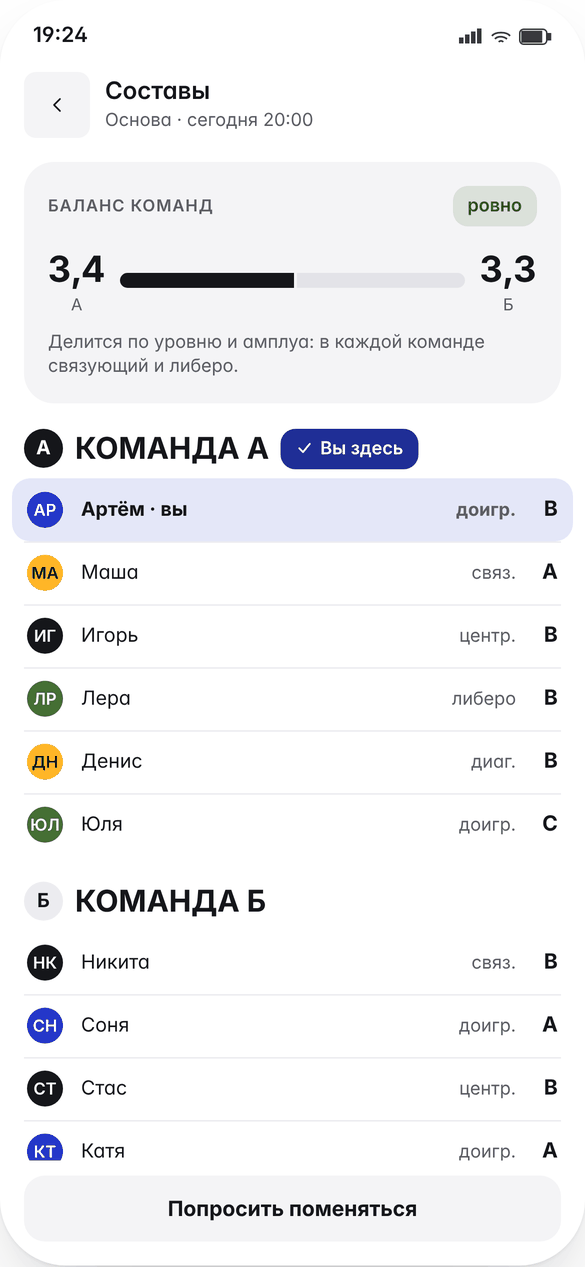 19:24
Составы
Основа · сегодня 20:00
БАЛАНС КОМАНД
ровно
3,4
3,3
А
Б
Делится по уровню и амплуа: в каждой команде
связующий и либеро.
А КОМАНДА А ✓ Вы здесь
АР Артём · вы доигр. B
МА Маша связ. A
ИГ Игорь центр. B
ЛР Лера либеро B
ДН Денис диаг. B
ЮЛ Юля доигр. C
Б КОМАНДА Б
НК Никита связ. B
СН Соня доигр. A
СТ Стас центр. B
КТ Катя доигр. A
Попросить поменяться